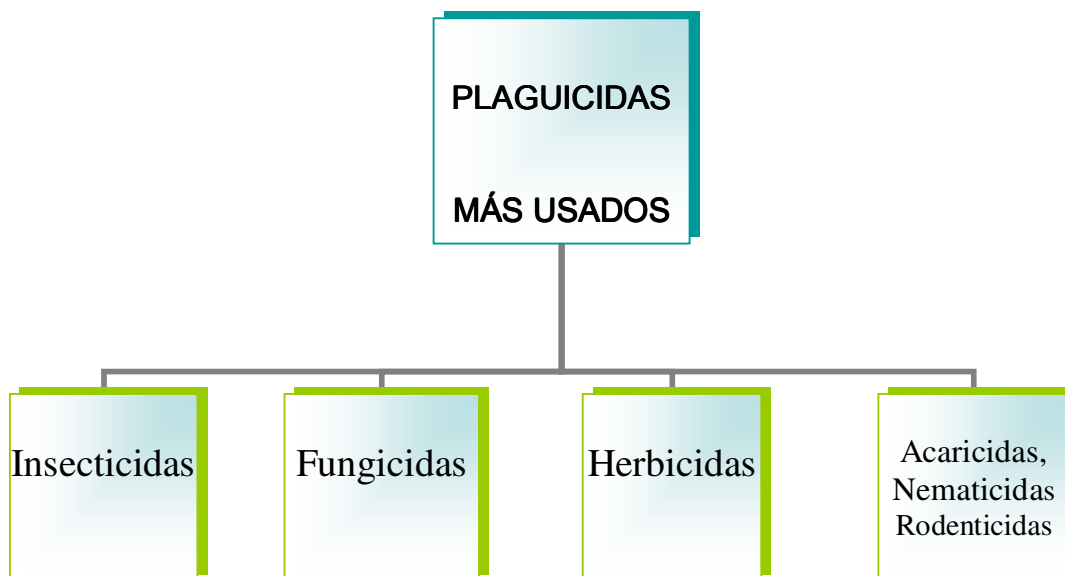 PLAGUICIDAS
MÁS USADOS
Insecticidas
Fungicidas
Herbicidas
Acaricidas,
Nematicidas
Rodenticidas